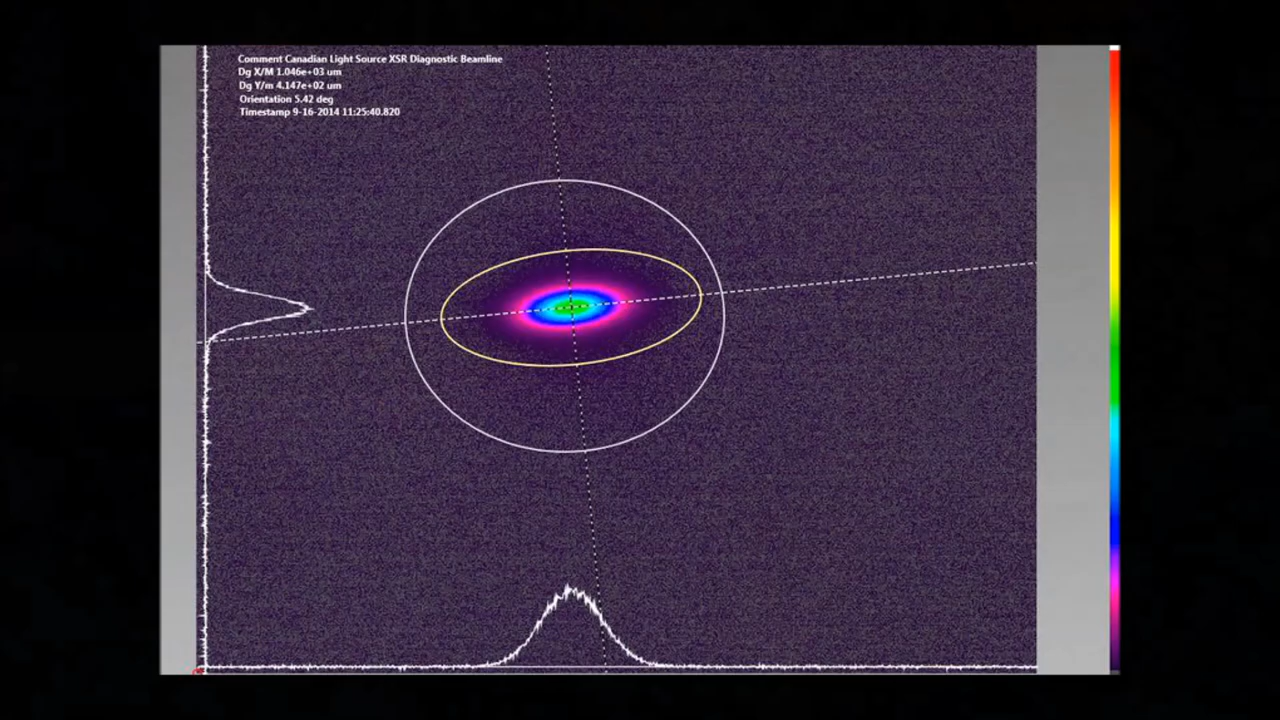 Comment Canadian Light Source XSR Diagnostic Beamline
Dg X/M 1.046e+03 um
Dg Y/m 4.147e+02 um
Orientation 5.42 deg
Timestamp 9-16-2014 11:25:40.820